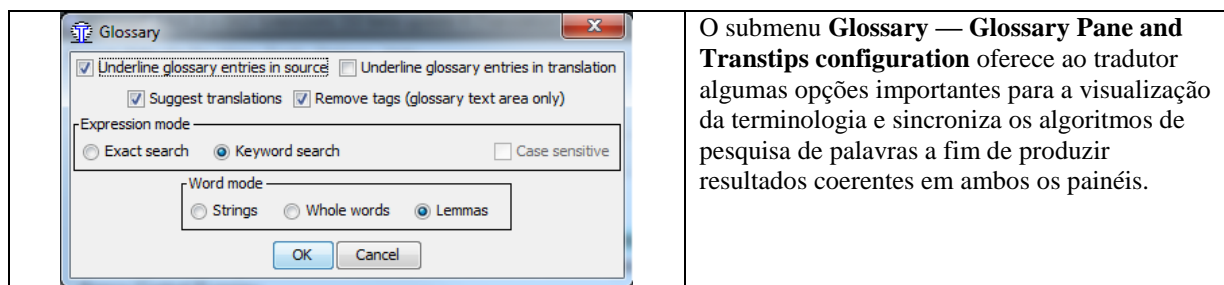 Glossary
Underline glossary entries in source Underline glossary entries in translation
Suggest translations Remove tags (glossary text area only)
Expression mode
Exact search Keyword search Case sensitive
Word mode
Strings Whole words Lemmas
OK Cancel
O submenu Glossary — Glossary Pane and
Transtips configuration oferece ao tradutor
algumas opções importantes para a visualização
da terminologia e sincroniza os algoritmos de
pesquisa de palavras a fim de produzir
resultados coerentes em ambos os painéis.